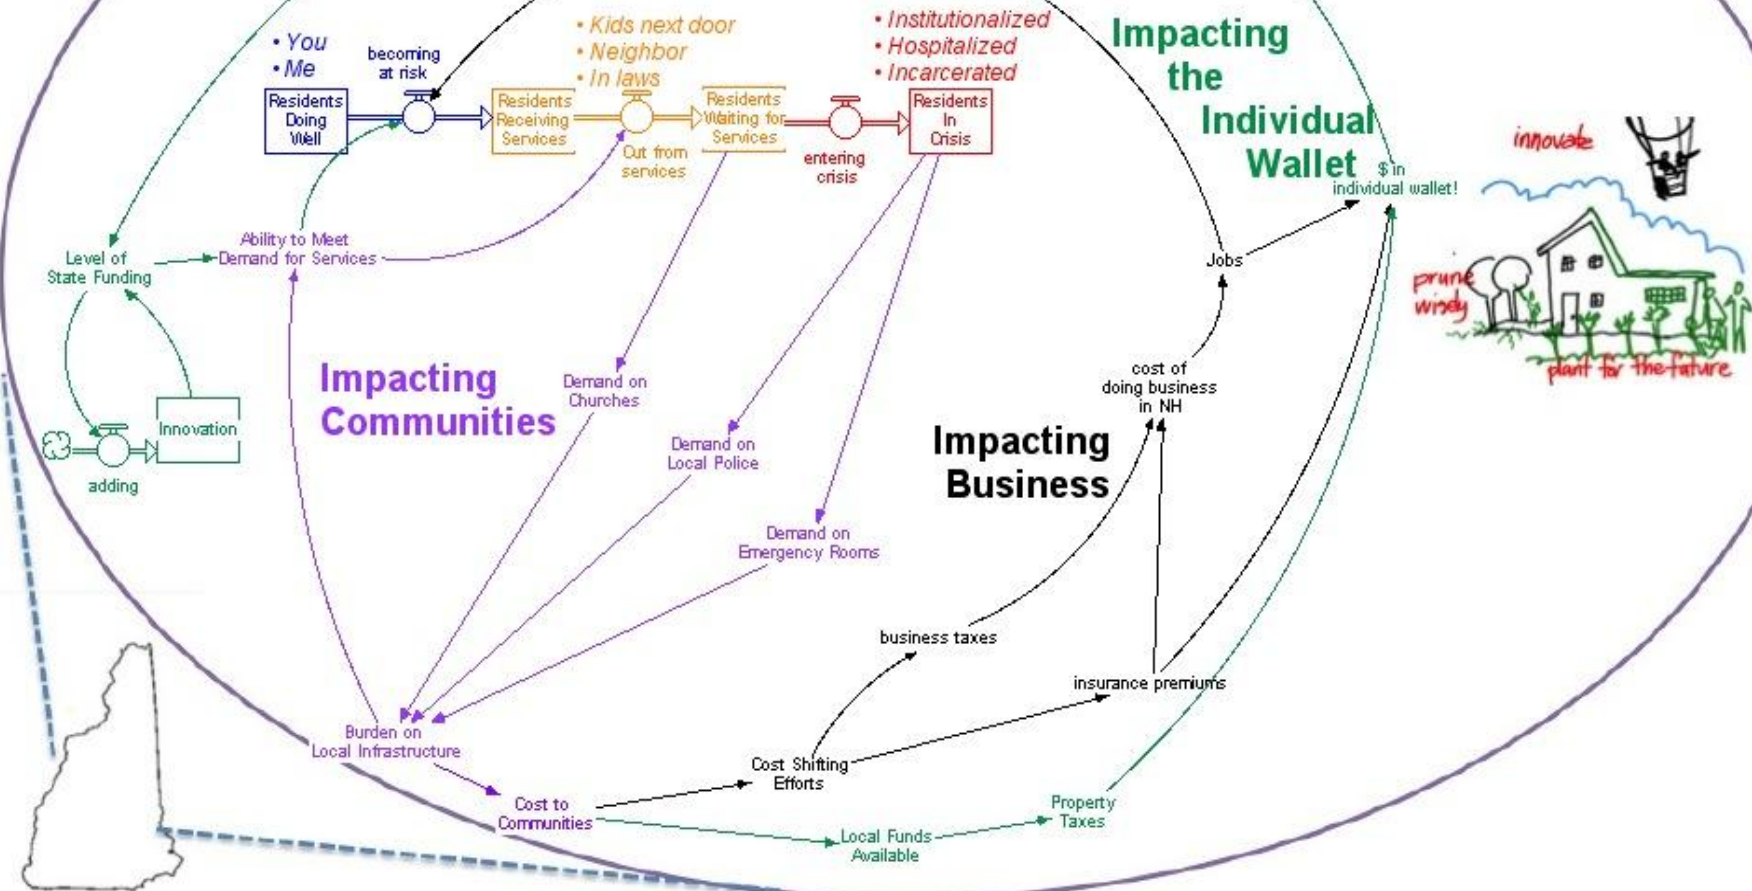 • You
• Me
becoming
at risk
• Kids next door
• Neighbor
• In laws
• Institutionalized
• Hospitalized
• Incarcerated
Impacting
the
Individual
Wallet
Residents
Doing
Well
Residents
Receiving
Services
Cut from
services
Residents
Waiting for
Services
entering
crisis
Residents
In
Crisis
$ in
individual wallet!
innovate
prune
wisely
plant for the future
Level of
State Funding
Ability to Meet
Demand for Services
Jobs
Innovation
adding
Impacting
Communities
Demand on
Churches
Demand on
Local Police
Demand on
Emergency Rooms
cost of
doing business
in NH
Impacting
Business
business taxes
insurance premiums
Burden on
Local Infrastructure
Cost Shifting
Efforts
Cost to
Communities
Local Funds
Available
Property
Taxes